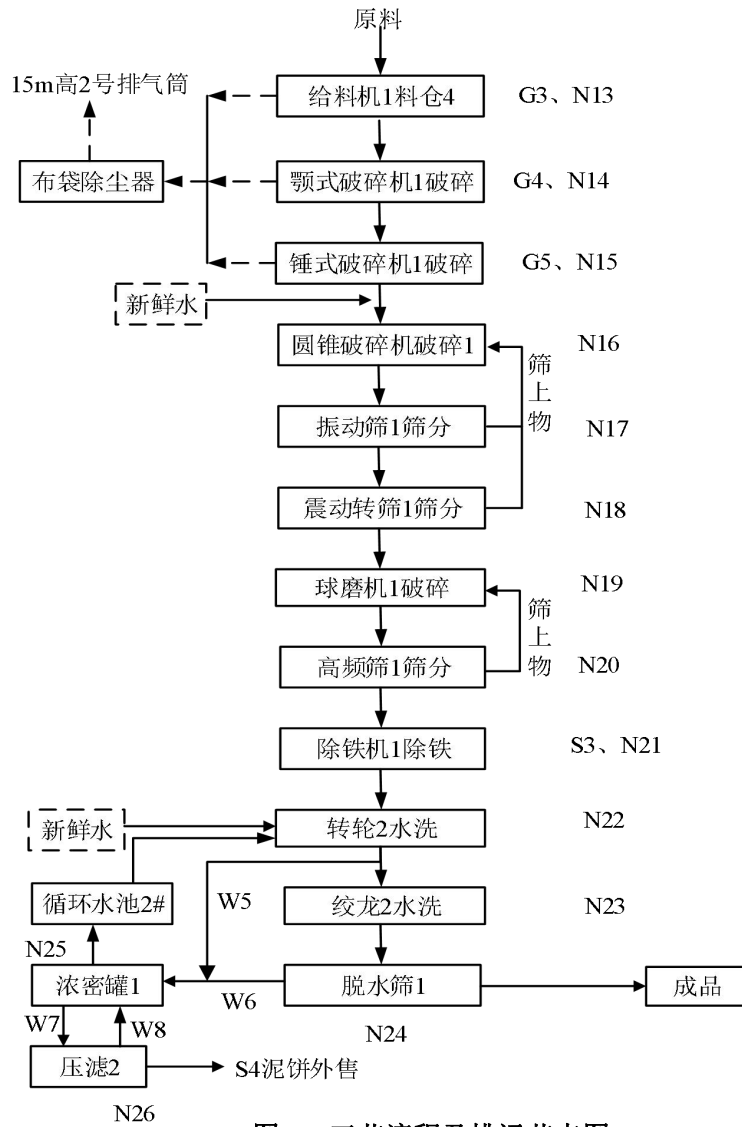 原料
15m高2号排气筒
给料机1料仓4
G3、N13
布袋除尘器
颚式破碎机1破碎
G4、N14
锤式破碎机1破碎
G5、N15
新鲜水
圆锥破碎机破碎1
N16
筛上物
振动筛1筛分
N17
震动转筛1筛分
N18
球磨机1破碎
N19
筛上物
高频筛1筛分
N20
除铁机1除铁
S3、N21
新鲜水
转轮2水洗
N22
循环水池2#
W5
绞龙2水洗
N23
N25
浓密罐1
W6
脱水筛1
成品
W7
W8
N24
压滤2
S4泥饼外售
N26